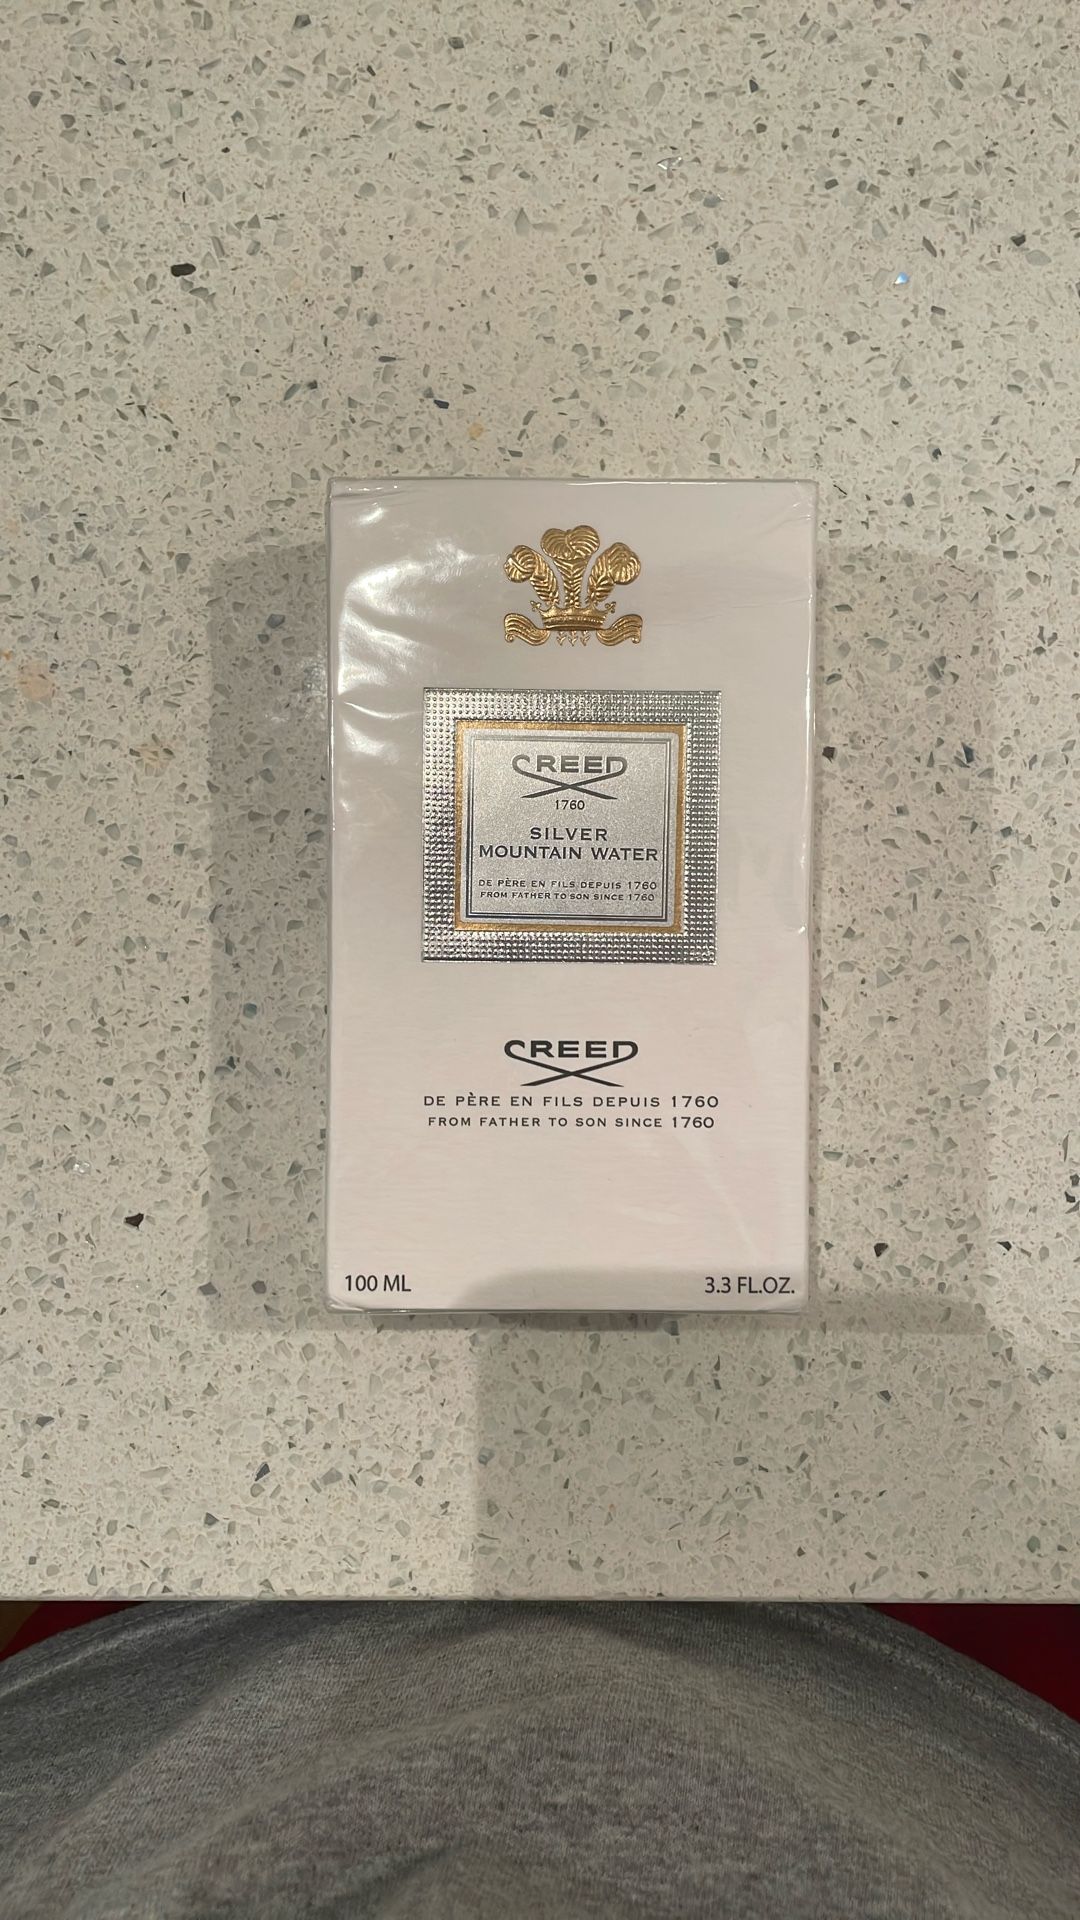 CREED
1760
SILVER
MOUNTAIN WATER
DE PÈRE EN FILS DEPUIS 1760
FROM FATHER TO SON SINCE 1760
CREED
DE PÈRE EN FILS DEPUIS 1760
FROM FATHER TO SON SINCE 1760
100 ML
3.3 FL.OZ.